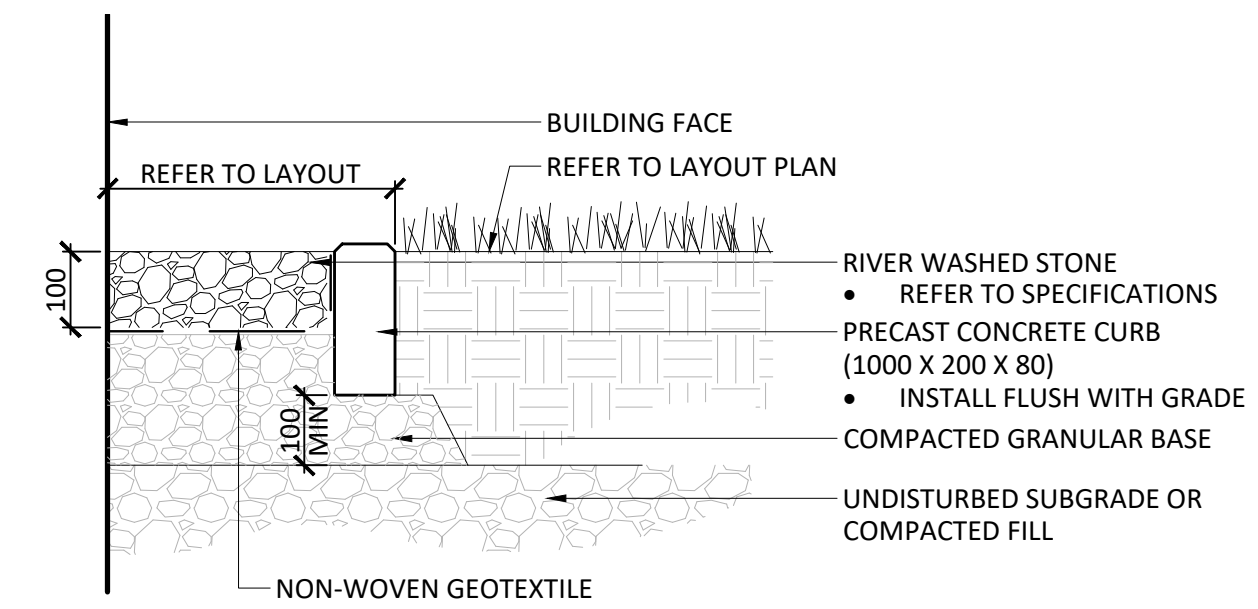 BUILDING FACE
REFER TO LAYOUT PLAN
REFER TO LAYOUT
100
RIVER WASHED STONE
• REFER TO SPECIFICATIONS
PRECAST CONCRETE CURB
(1000 X 200 X 80)
• INSTALL FLUSH WITH GRADE
100
MIN
COMPACTED GRANULAR BASE
UNDISTURBED SUBGRADE OR
COMPACTED FILL
NON-WOVEN GEOTEXTILE